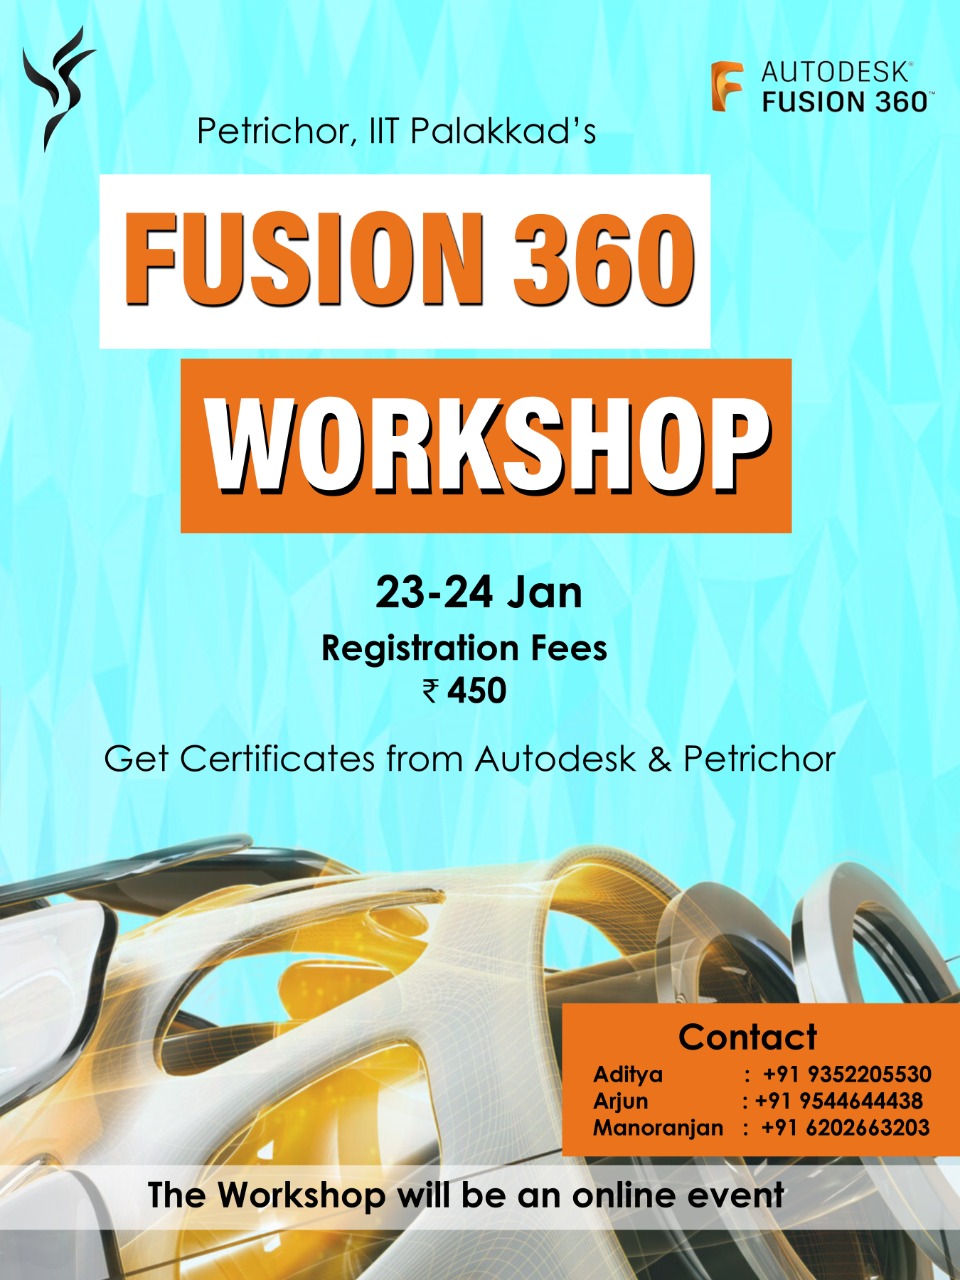 AUTODESK®
FUSION 360™
Petrichor, IIT Palakkad’s
FUSION 360
WORKSHOP
23-24 Jan
Registration Fees
₹ 450
Get Certificates from Autodesk & Petrichor
Contact
Aditya : +91 9352205530
Arjun : +91 9544644438
Manoranjan : +91 6202663203
The Workshop will be an online event